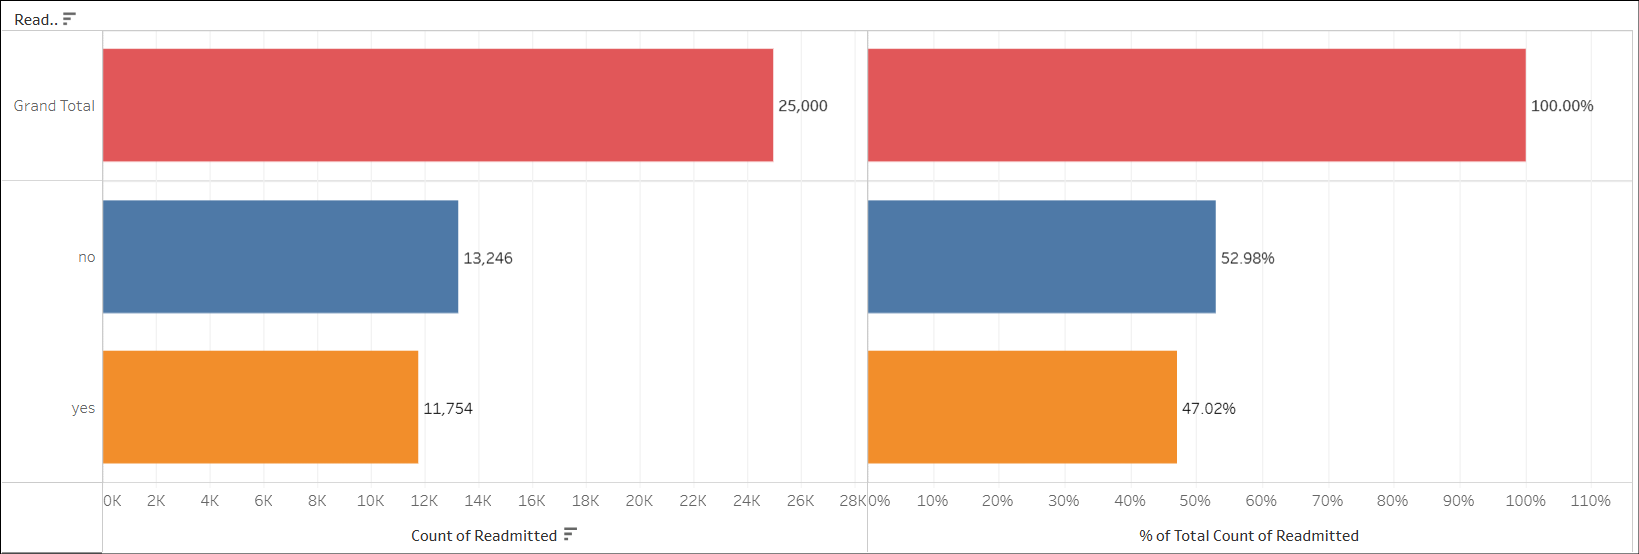 Read..
Grand Total
25,000
100.00%
no
13,246
52.98%
yes
11,754
47.02%
0K 2K 4K 6K 8K 10K 12K 14K 16K 18K 20K 22K 24K 26K 28K
0% 10% 20% 30% 40% 50% 60% 70% 80% 90% 100% 110%
Count of Readmitted
% of Total Count of Readmitted